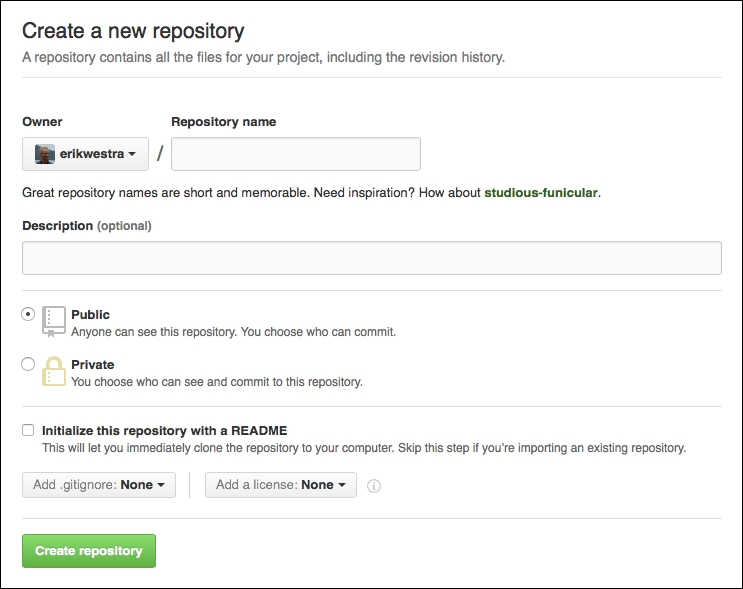 Create a new repository
A repository contains all the files for your project, including the revision history.
Owner Repository name
erikwestra /
Great repository names are short and memorable. Need inspiration? How about studious-funicular.
Description (optional)
Public
Anyone can see this repository. You choose who can commit.
Private
You choose who can see and commit to this repository.
Initialize this repository with a README
This will let you immediately clone the repository to your computer. Skip this step if you’re importing an existing repository.
Add .gitignore: None Add a license: None
Create repository